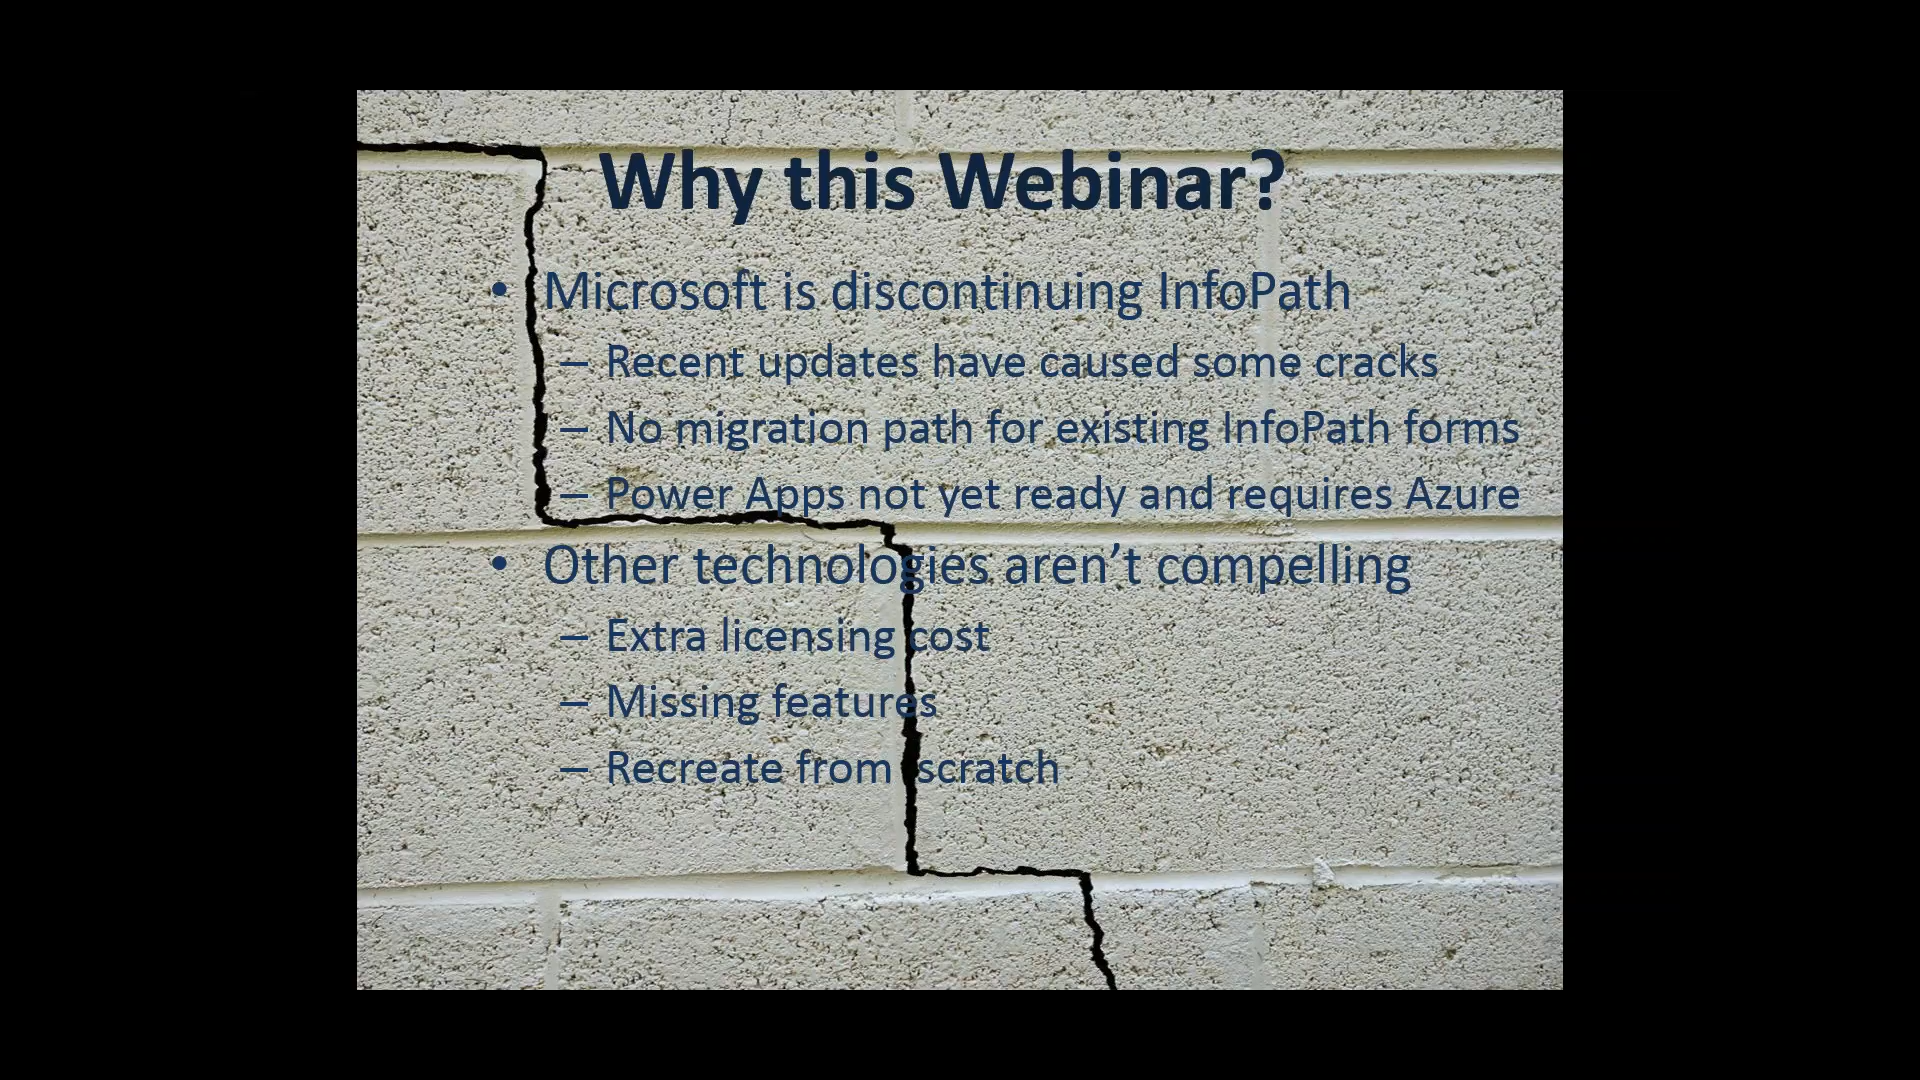 Why this Webinar?
• Microsoft is discontinuing InfoPath
– Recent updates have caused some cracks
– No migration path for existing InfoPath forms
– Power Apps not yet ready and requires Azure
• Other technologies aren’t compelling
– Extra licensing cost
– Missing features
– Recreate from scratch